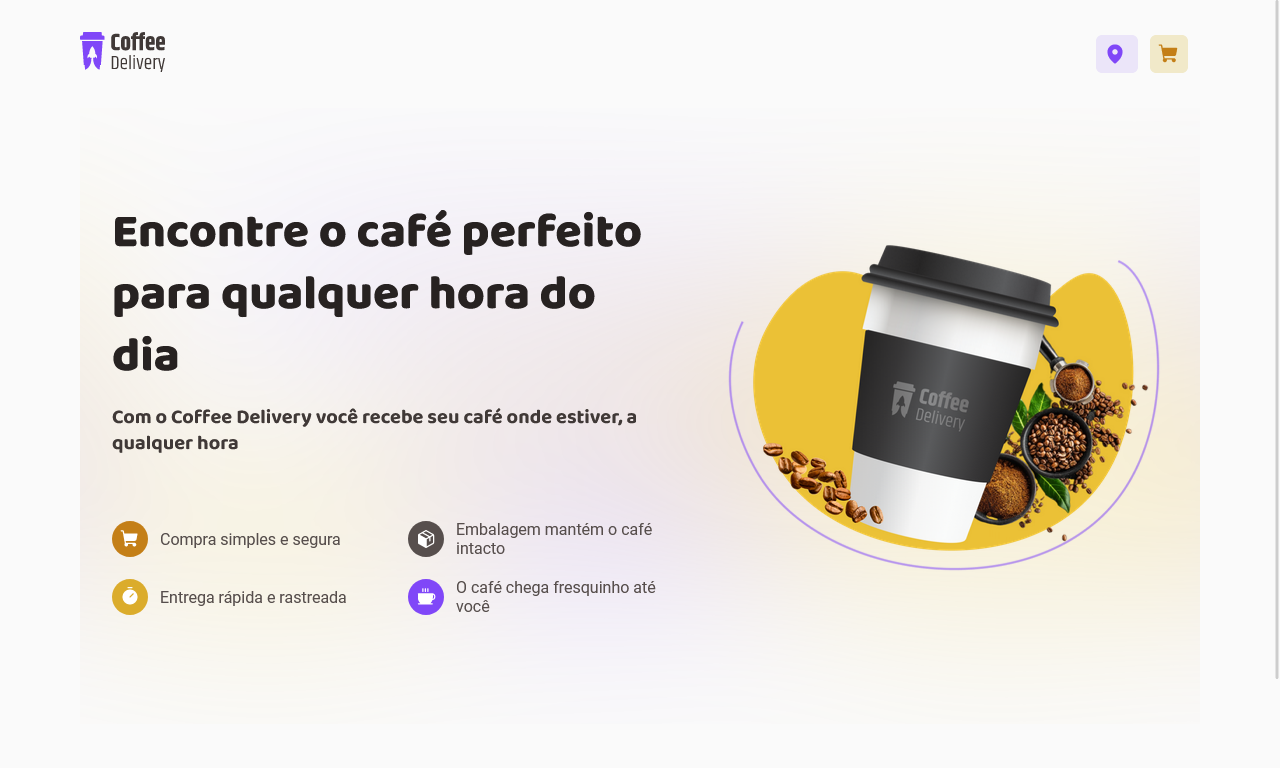 Coffee
Delivery
Encontre o café perfeito
para qualquer hora do
dia
Com o Coffee Delivery você recebe seu café onde estiver, a
qualquer hora
Coffee
Delivery
Compra simples e segura
Embalagem mantém o café
intacto
Entrega rápida e rastreada
O café chega fresquinho até
você